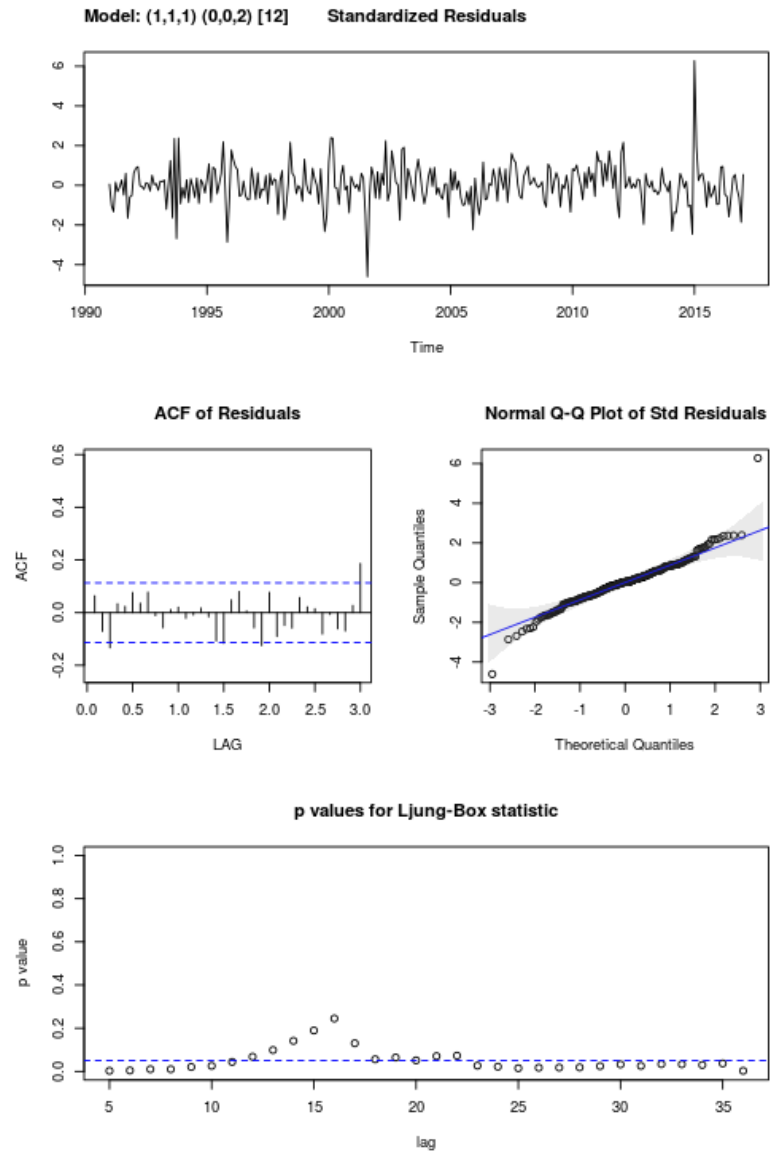 Model: (1,1,1) (0,0,2) [12] Standardized Residuals
6
4
2
0
-2
-4
1990 1995 2000 2005 2010 2015
Time
ACF of Residuals
ACF
0.6
0.4
0.2
0.0
-0.2
0.0 0.5 1.0 1.5 2.0 2.5 3.0
LAG
Normal Q-Q Plot of Std Residuals
Sample Quantiles
6
4
2
0
-2
-4
-3 -2 -1 0 1 2 3
Theoretical Quantiles
p values for Ljung-Box statistic
p value
1.0
0.8
0.6
0.4
0.2
0.0
5 10 15 20 25 30 35
lag